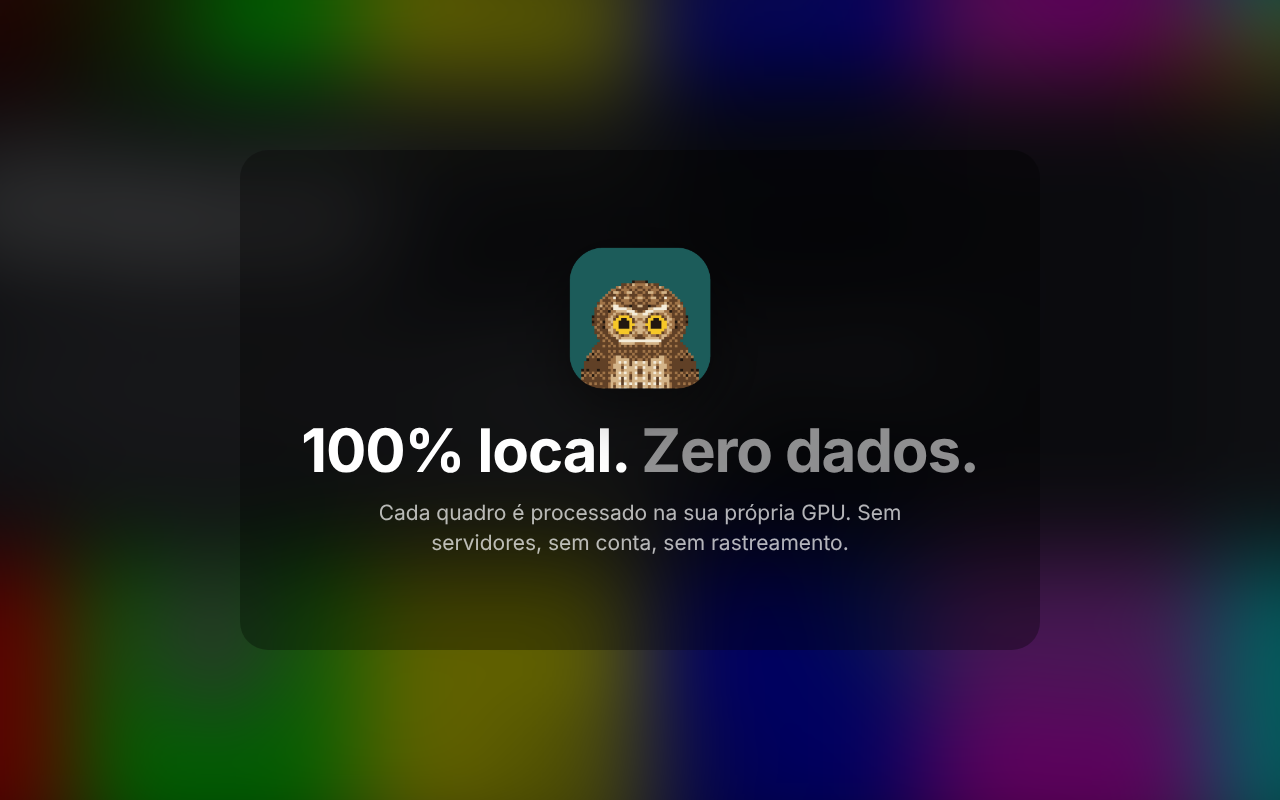 100% local. Zero dados.
Cada quadro é processado na sua própria GPU. Sem
servidores, sem conta, sem rastreamento.